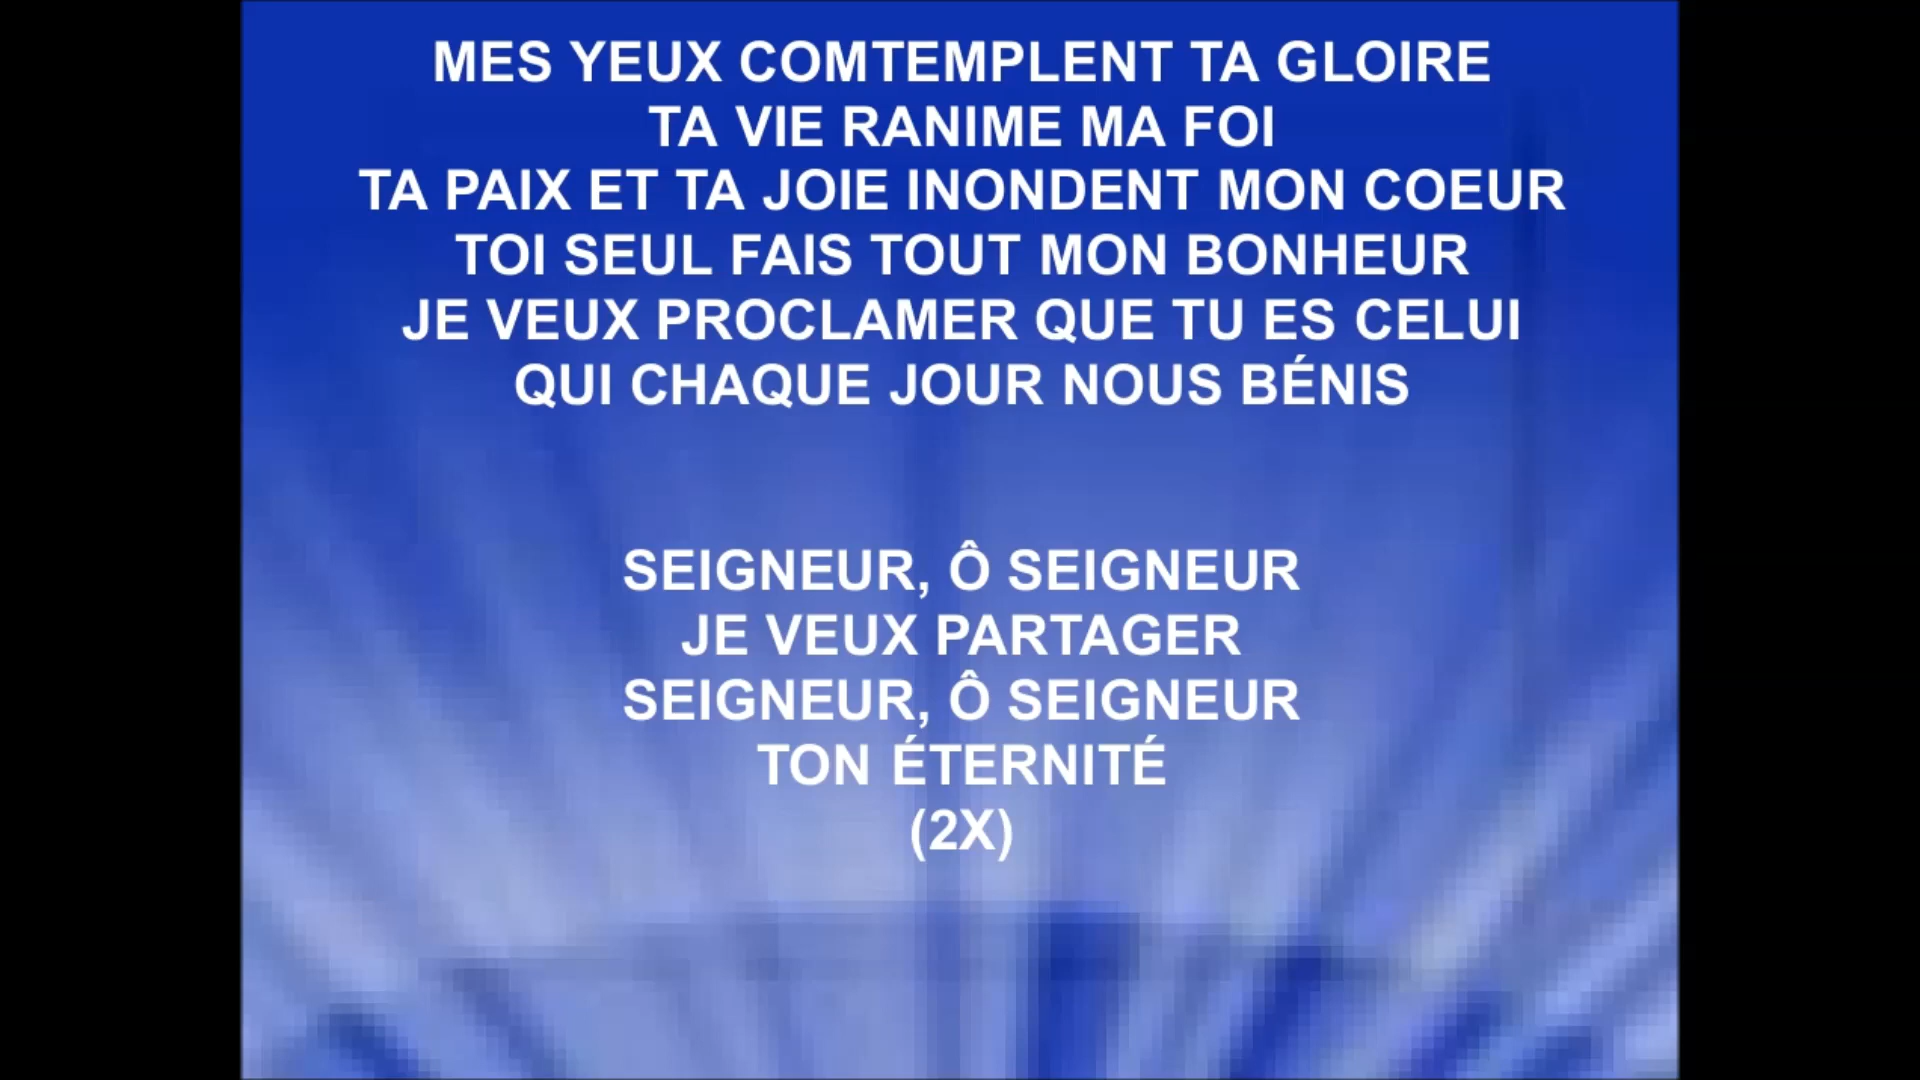 MES YEUX COMTEMPLENT TA GLOIRE
TA VIE RANIME MA FOI
TA PAIX ET TA JOIE INONDENT MON COEUR
TOI SEUL FAIS TOUT MON BONHEUR
JE VEUX PROCLAMER QUE TU ES CELUI
QUI CHAQUE JOUR NOUS BÉNIS
SEIGNEUR, Ô SEIGNEUR
JE VEUX PARTAGER
SEIGNEUR, Ô SEIGNEUR
TON ÉTERNITÉ
(2X)